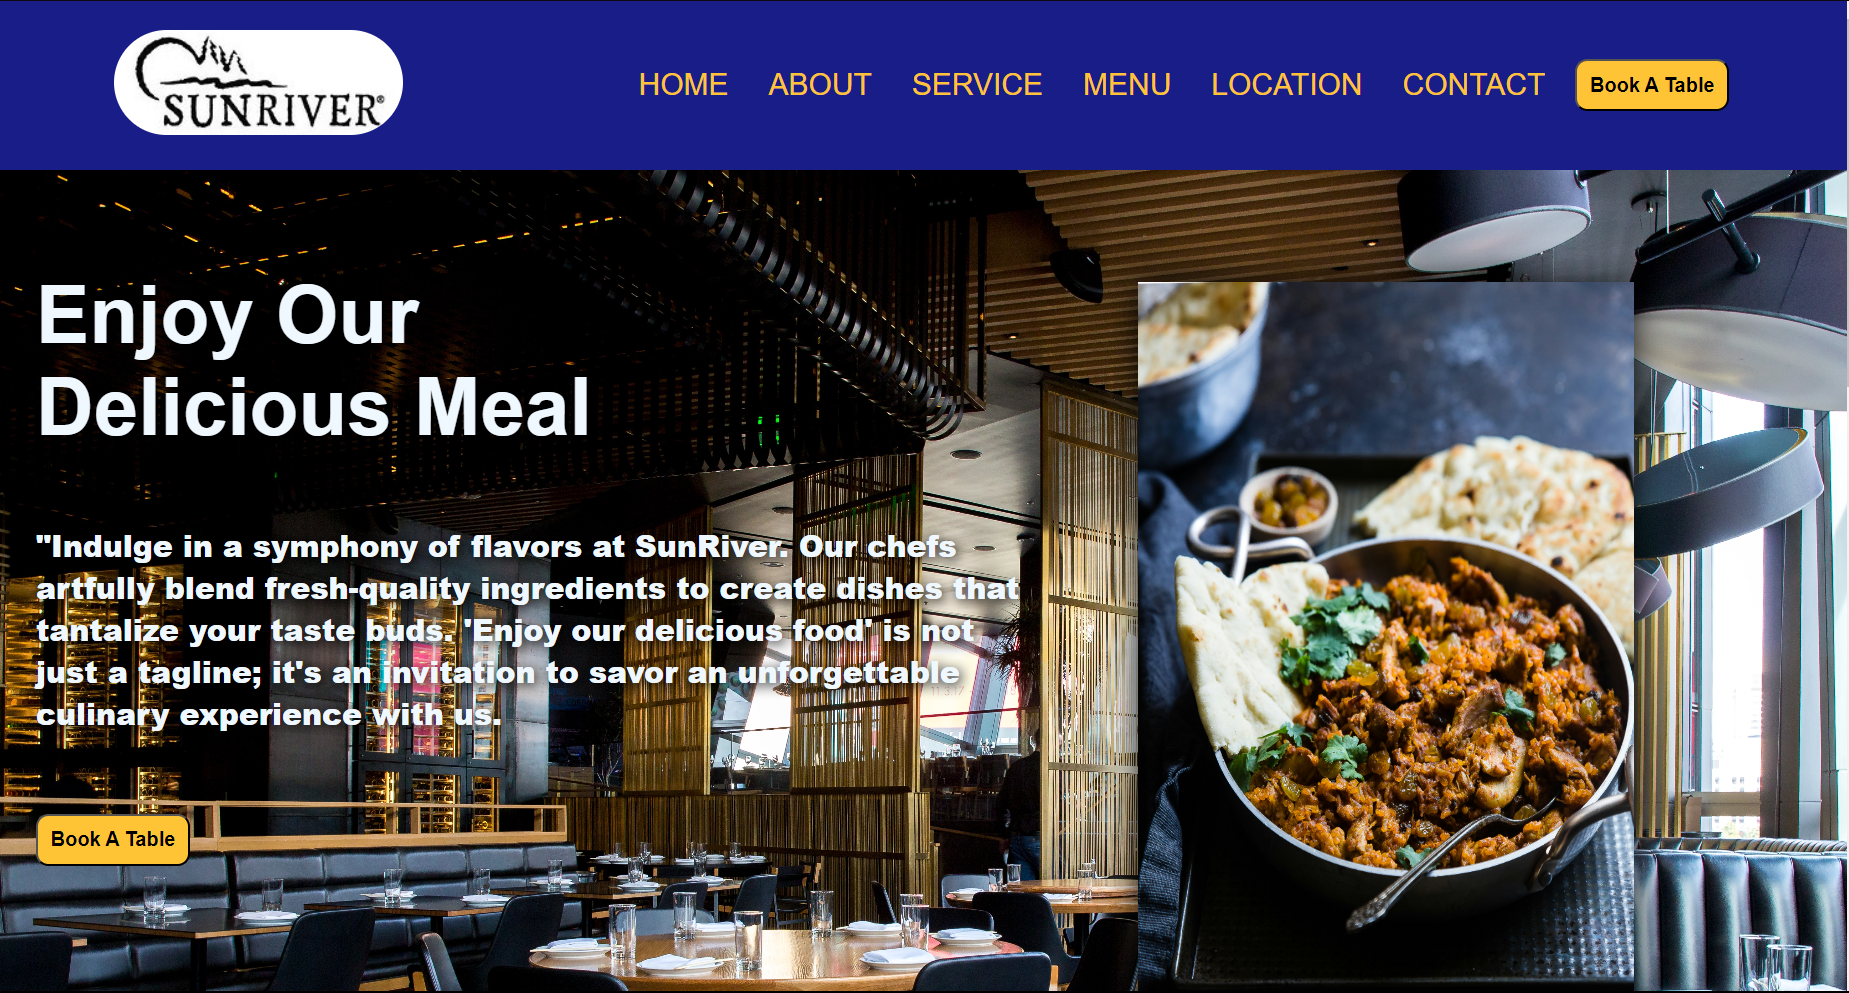 SUNRIVER®
HOME ABOUT SERVICE MENU LOCATION CONTACT Book A Table
Enjoy Our
Delicious Meal
"Indulge in a symphony of flavors at SunRiver. Our chefs
artfully blend fresh-quality ingredients to create dishes that
tantalize your taste buds. 'Enjoy our delicious food' is not
just a tagline; it's an invitation to savor an unforgettable
culinary experience with us.
Book A Table